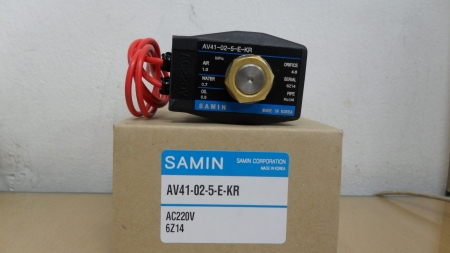 AV41-02-5-E-KR
MPa
AIR
1.0
WATER
0.7
OIL
0.5
ORIFICE
4.8
SERIAL
6Z14
PIPE
Rc1/4
SAMIN
MADE IN KOREA
SAMIN
SAMIN CORPORATION
MADE IN KOREA
AV41-02-5-E-KR
AC220V
6Z14